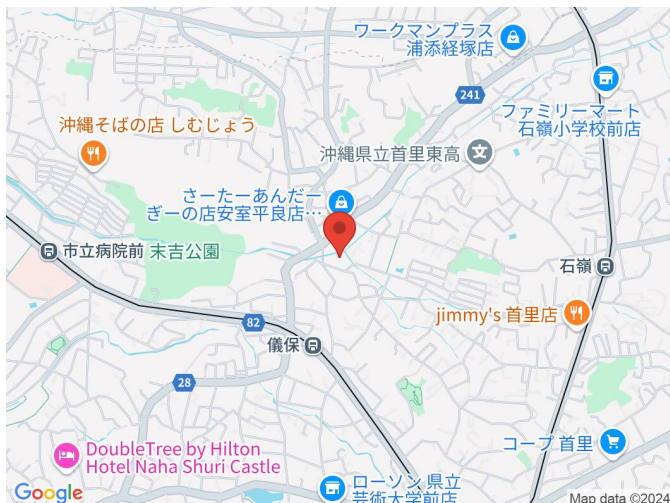 ワークマンプラス
浦添経塚店
241
ファミリーマート
石嶺小学校前店
沖縄そばの店 しむじょう
沖縄県立首里東高
文
さーたーあんだー
ぎーの店安室平良店…
市立病院前
末吉公園
石嶺
jimmy's 首里店
82
儀保
28
コープ 首里
DoubleTree by Hilton
Hotel Naha Shuri Castle
ローソン 県立
芸術大学前店
Google
Map data ©2024